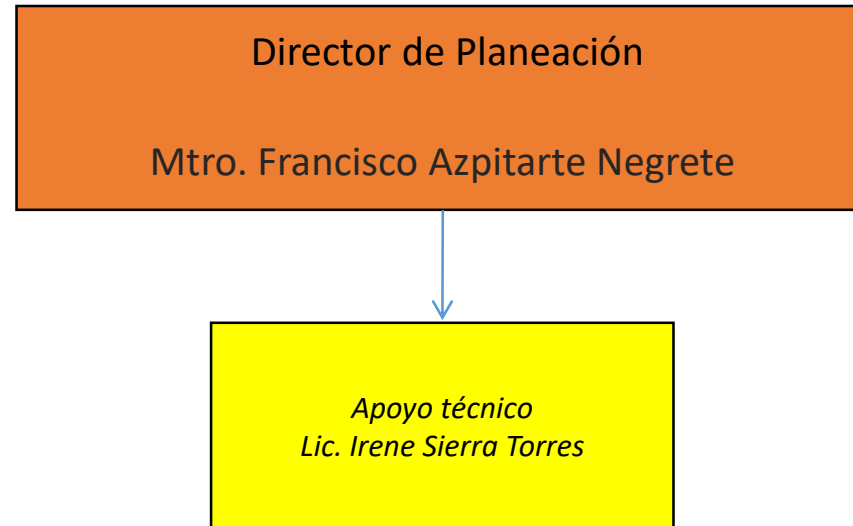 Director de Planeación
Mtro. Francisco Azpitarte Negrete
Apoyo técnico
Lic. Irene Sierra Torres